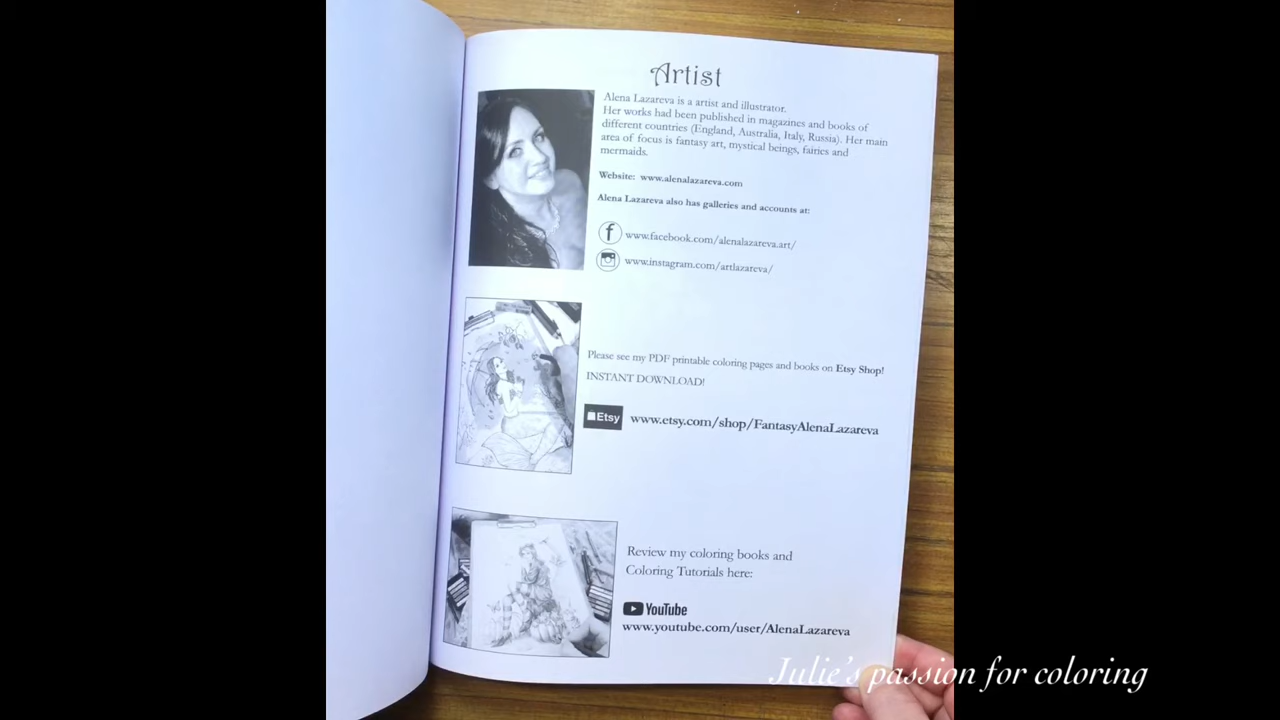 Artist
Alena Lazareva is a artist and illustrator.
Her works had been published in magazines and books of
different countries (England, Australia, Italy, Russia). Her main
area of focus is fantasy art, mystical beings, fairies and
mermaids.
Website: www.alenalazareva.com
Alena Lazareva also has galleries and accounts at:
www.facebook.com/alenalazareva.art/
www.instagram.com/artlazareva/
Please see my PDF printable coloring pages and books on Etsy Shop!
INSTANT DOWNLOAD!
Etsy www.etsy.com/shop/FantasyAlenaLazareva
Review my coloring books and
Coloring Tutorials here:
YouTube
www.youtube.com/user/AlenaLazareva
Julie's passion for coloring